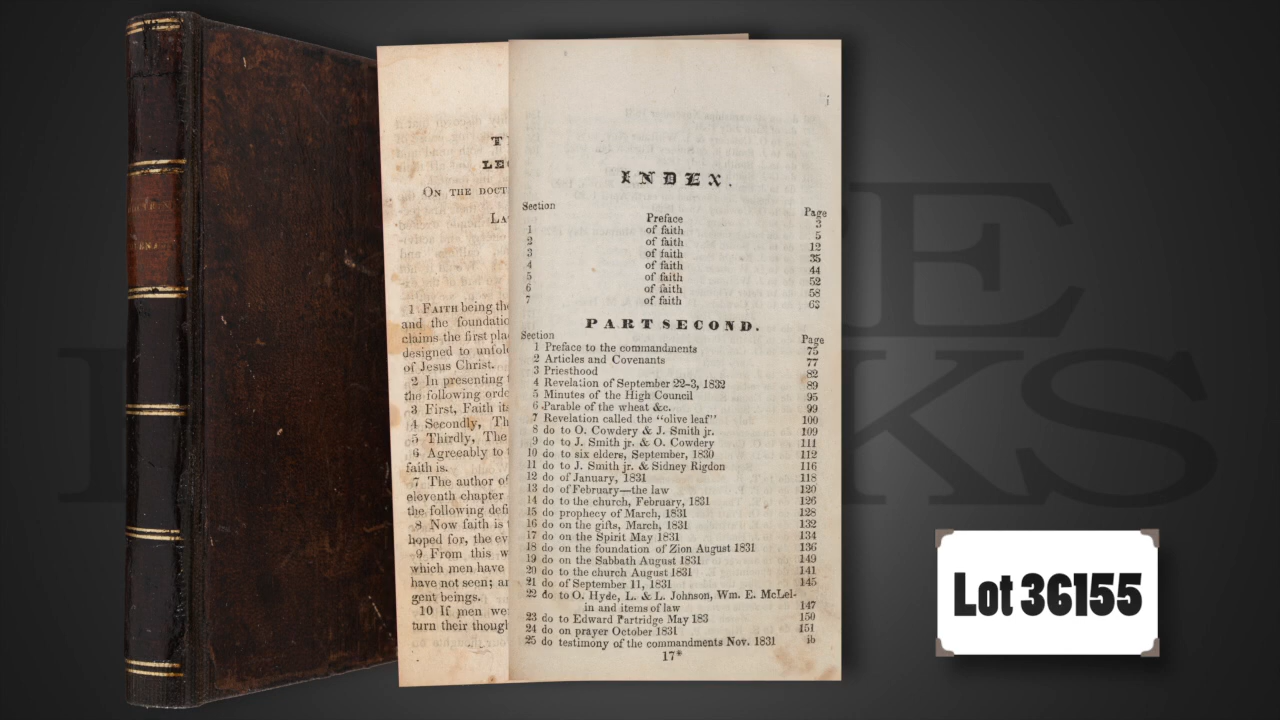 T
LE
ON THE DOCT
LA
1 FAITH being the
and the foundatio
claims the first pla
designed to unfol
of Jesus Christ.
2 In presenting
the following orde
3 First, Faith its
4 Secondly, Th
5 Thirdly, The
6 Agreeably to
faith is.
7 The author of
eleventh chapter
the following defi
8 Now faith is
hoped for, the ev
9 From this w
which men have
have not seen; an
gent beings.
10 If men we
turn their though
i
INDEX.
Section Page
Preface 3
1 of faith 5
2 of faith 12
3 of faith 35
4 of faith 44
5 of faith 52
6 of faith 58
7 of faith 63
PART SECOND.
Section Page
1 Preface to the commandments 75
2 Articles and Covenants 77
3 Priesthood 82
4 Revelation of September 22-3, 1832 89
5 Minutes of the High Council 95
6 Parable of the wheat &c. 99
7 Revelation called the "olive leaf" 100
8 do to O. Cowdery & J. Smith jr. 109
9 do to J. Smith jr. & O. Cowdery 111
10 do to six elders, September, 1830 112
11 do to J. Smith jr. & Sidney Rigdon 116
12 do of January, 1831 118
13 do of February—the law 120
14 do to the church, February, 1831 126
15 do prophecy of March, 1831 128
16 do on the gifts, March, 1831 132
17 do on the Spirit May 1831 134
18 do on the foundation of Zion August 1831 136
19 do on the Sabbath August 1831 149
20 do to the church August 1831 141
21 do of September 11, 1831 145
22 do to O. Hyde, L. & L. Johnson, Wm. E. McLel-
in and items of law 147
23 do to Edward Partridge May 183 150
24 do on prayer October 1831 151
25 do testimony of the commandments Nov. 1831 ib
17*
Lot 36155